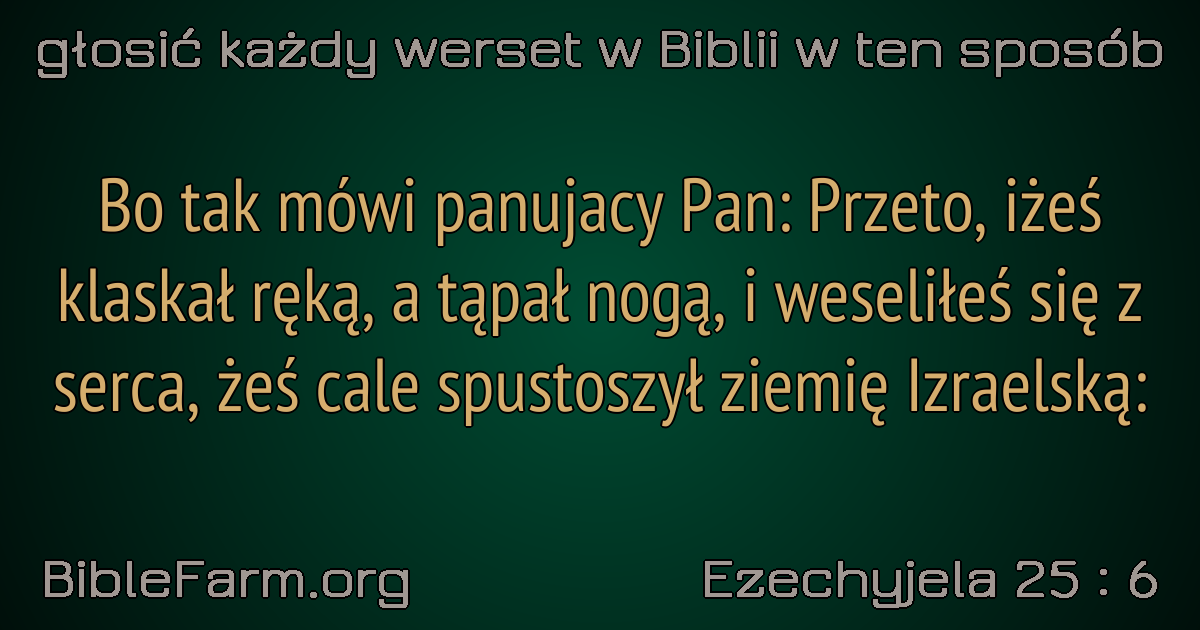 głosić każdy werset w Biblii w ten sposób
Bo tak mówi panujacy Pan: Przeto, iżeś
klaskał ręką, a tąpał nogą, i weseliłeś się z
serca, żeś cale spustoszył ziemię Izraelską:
BibleFarm.org
Ezechyjela 25 : 6